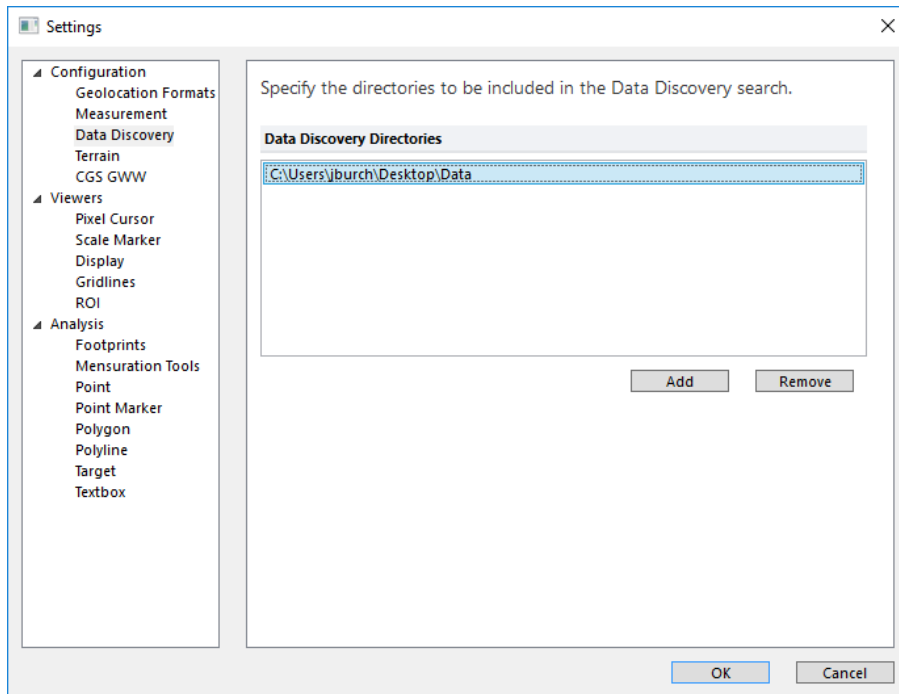 Settings
Configuration
Geolocation Formats
Measurement
Data Discovery
Terrain
CGS GWW
Viewers
Pixel Cursor
Scale Marker
Display
Gridlines
ROI
Analysis
Footprints
Mensuration Tools
Point
Point Marker
Polygon
Polyline
Target
Textbox
Specify the directories to be included in the Data Discovery search.
Data Discovery Directories
C:\Users\jburch\Desktop\Data
Add Remove
OK Cancel